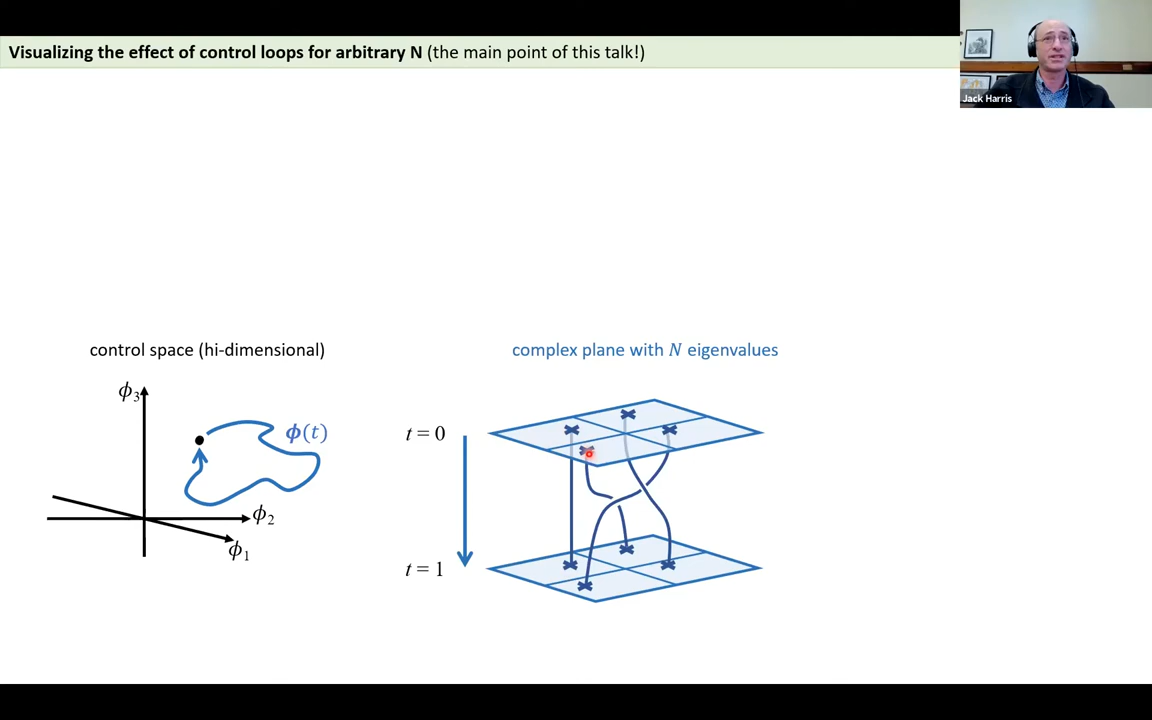 Visualizing the effect of control loops for arbitrary N (the main point of this talk!)
Jack Harris
control space (hi-dimensional)
complex plane with N eigenvalues
ϕ3
ϕ(t)
t = 0
ϕ2
ϕ1
t = 1